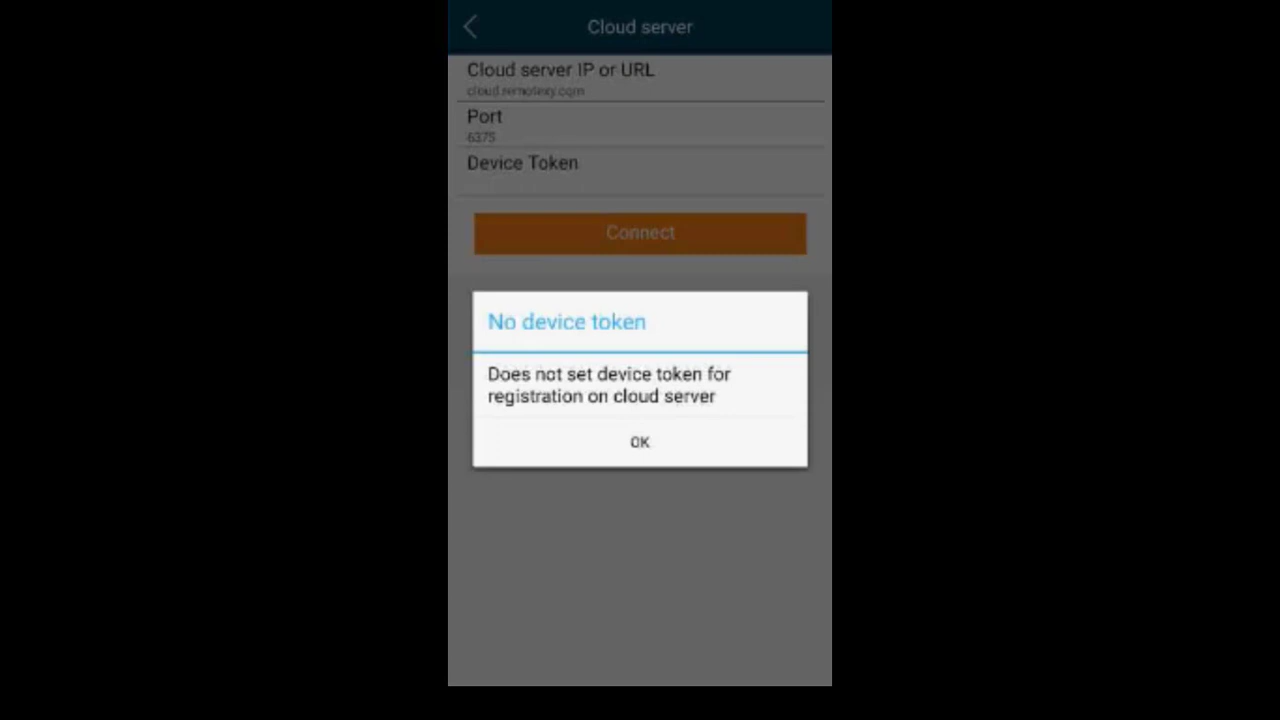 Cloud server
Cloud server IP or URL
cloud.remotexy.com
Port
6375
Device Token
Connect
No device token
Does not set device token for
registration on cloud server
OK